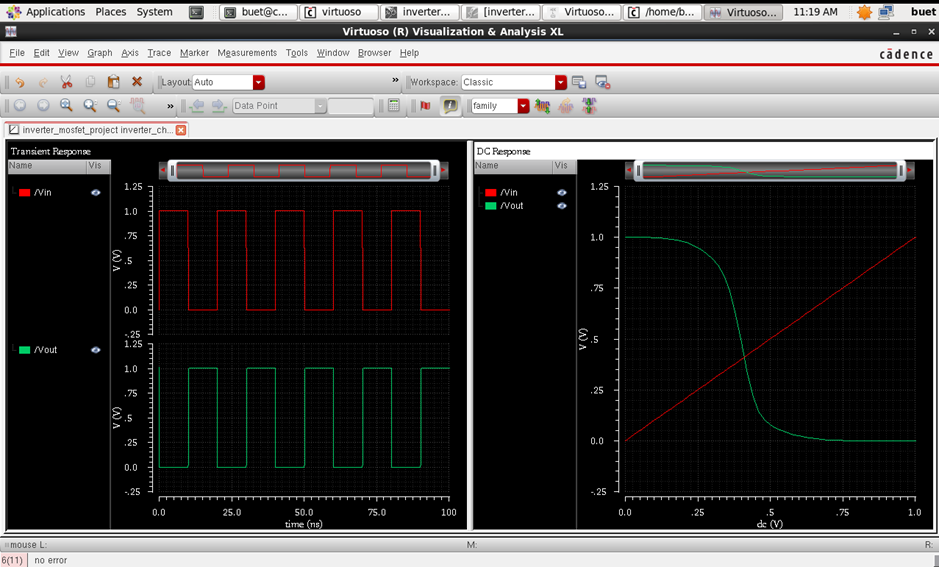 Applications Places System buet@c... virtuoso inverter... [inverter... Virtuoso... /home/b... Virtuoso... 11:19 AM buet
Virtuoso (R) Visualization & Analysis XL
File Edit View Graph Axis Trace Marker Measurements Tools Window Browser Help cādence
Layout: Auto » Workspace: Classic
» Data Point family
inverter_mosfet_project inverter_ch...
Transient Response
Name Vis
/Vin
1.25
1.0
.75
.5
.25
0.0
-.25
V (V)
/Vout
1.25
1.0
.75
.5
.25
0.0
-.25
V (V)
0.0 25.0 50.0 75.0 100
time (ns)
DC Response
Name Vis
/Vin
/Vout
1.25
1.0
.75
.5
.25
0.0
-.25
V (V)
0.0 .25 .5 .75 1.0
dc (V)
mouse L: M: R:
6(11) no error